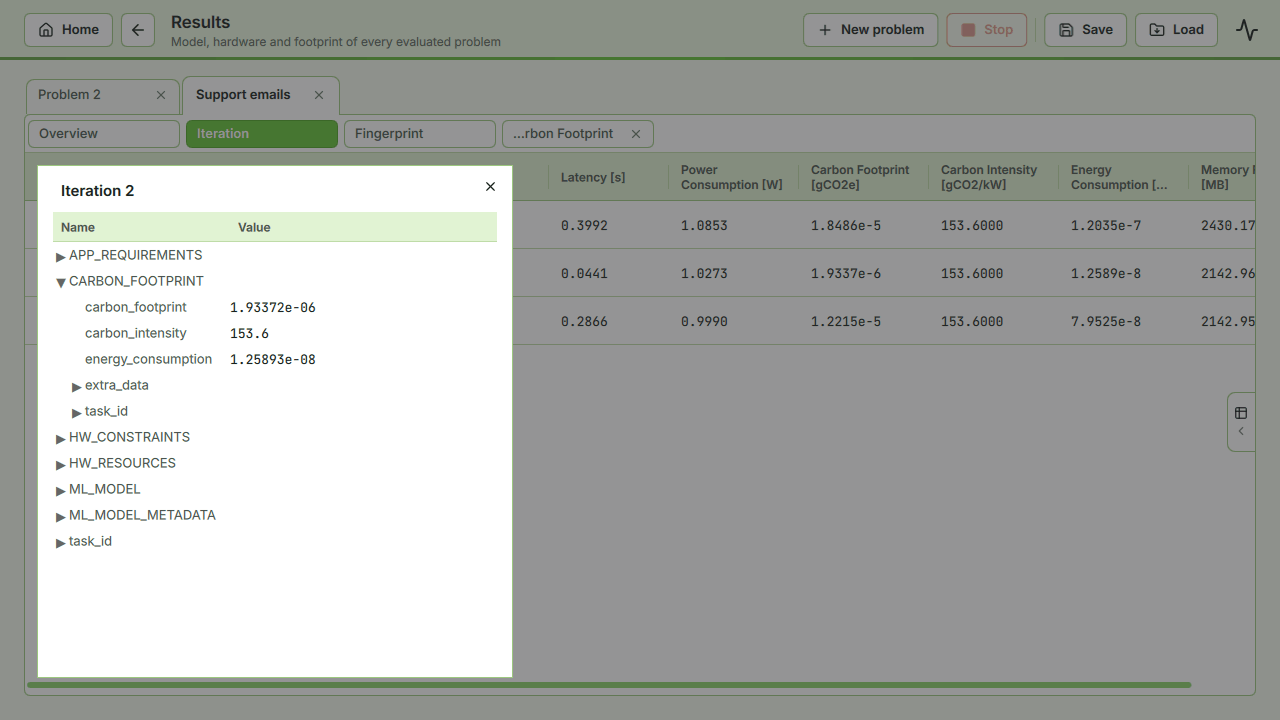 Home
Results
Model, hardware and footprint of every evaluated problem
New problem
Stop
Save
Load
Problem 2
Support emails
Overview
Iteration
Fingerprint
...rbon Footprint
Latency [s]
Power Consumption [W]
Carbon Footprint [gCO2e]
Carbon Intensity [gCO2/kW]
Energy Consumption [...
Memory
[MB]
0.3992 1.0853 1.8486e-5 153.6000 1.2035e-7 2430.17
0.0441 1.0273 1.9337e-6 153.6000 1.2589e-8 2142.96
0.2866 0.9990 1.2215e-5 153.6000 7.9525e-8 2142.95
Iteration 2
Name Value
APP_REQUIREMENTS
CARBON_FOOTPRINT
carbon_footprint 1.93372e-06
carbon_intensity 153.6
energy_consumption 1.25893e-08
extra_data
task_id
HW_CONSTRAINTS
HW_RESOURCES
ML_MODEL
ML_MODEL_METADATA
task_id